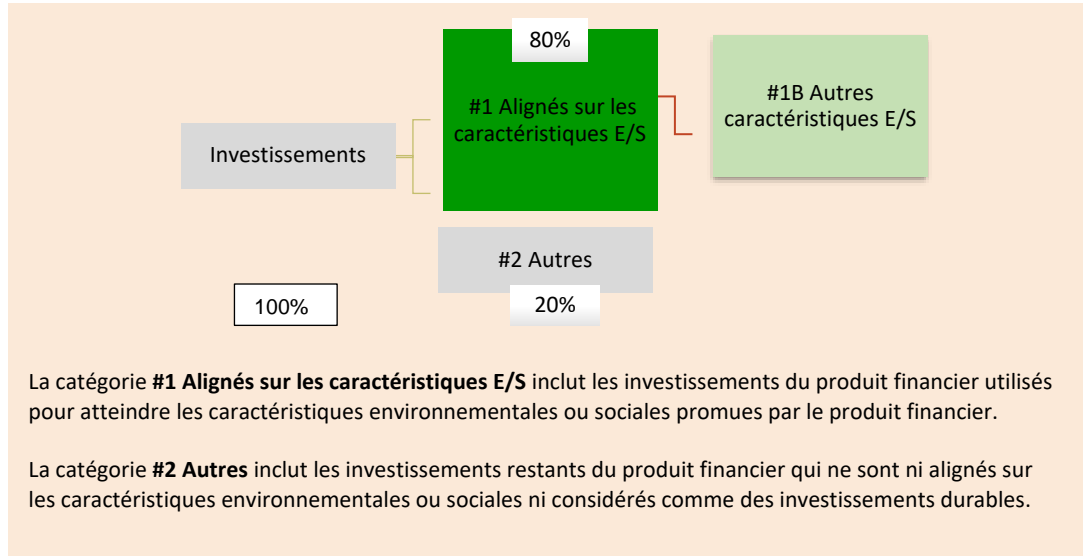 80%
#1 Alignés sur les
caractéristiques E/S
#1B Autres
caractéristiques E/S
Investissements
#2 Autres
20%
100%
La catégorie #1 Alignés sur les caractéristiques E/S inclut les investissements du produit financier utilisés
pour atteindre les caractéristiques environnementales ou sociales promues par le produit financier.
La catégorie #2 Autres inclut les investissements restants du produit financier qui ne sont ni alignés sur
les caractéristiques environnementales ou sociales ni considérés comme des investissements durables.